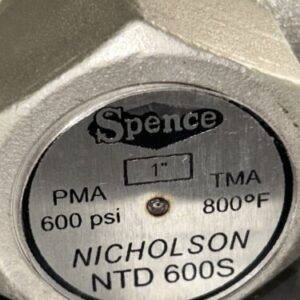 Spence
1"
PMA TMA
600 psi 800°F
NICHOLSON
NTD 600S